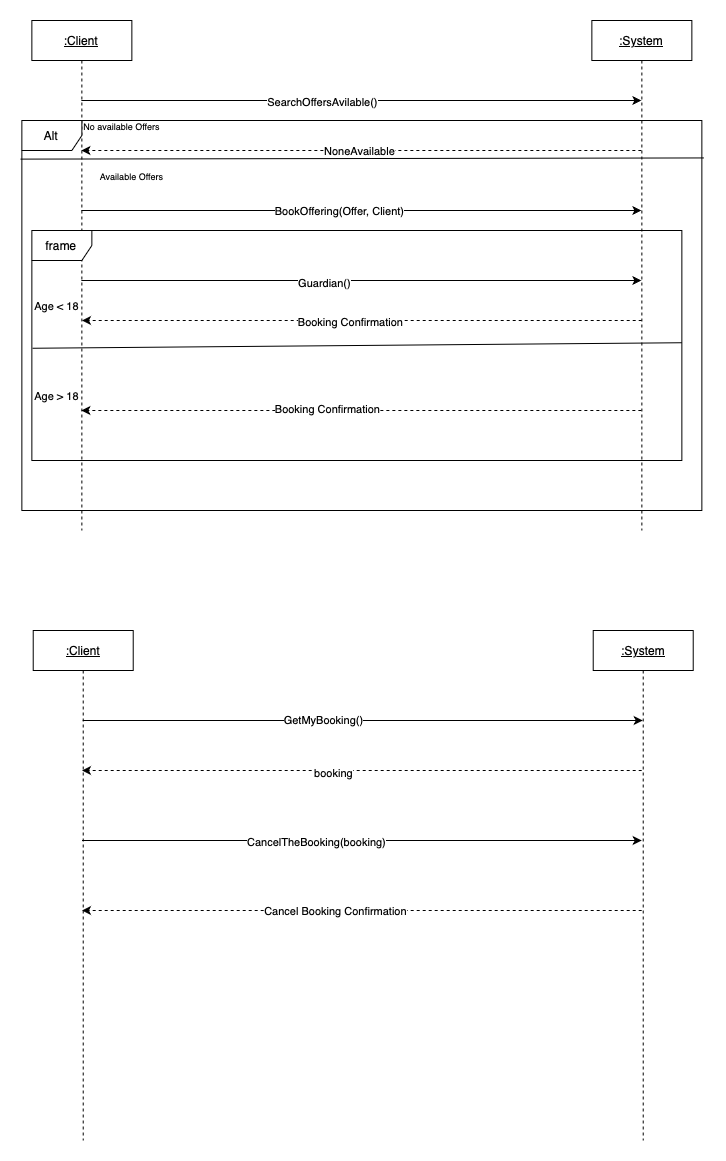 :Client
:System
SearchOffersAvilable()
Alt
No available Offers
NoneAvailable
Available Offers
BookOffering(Offer, Client)
frame
Guardian()
Age < 18
Booking Confirmation
Age > 18
Booking Confirmation
:Client
:System
GetMyBooking()
booking
CancelTheBooking(booking)
Cancel Booking Confirmation